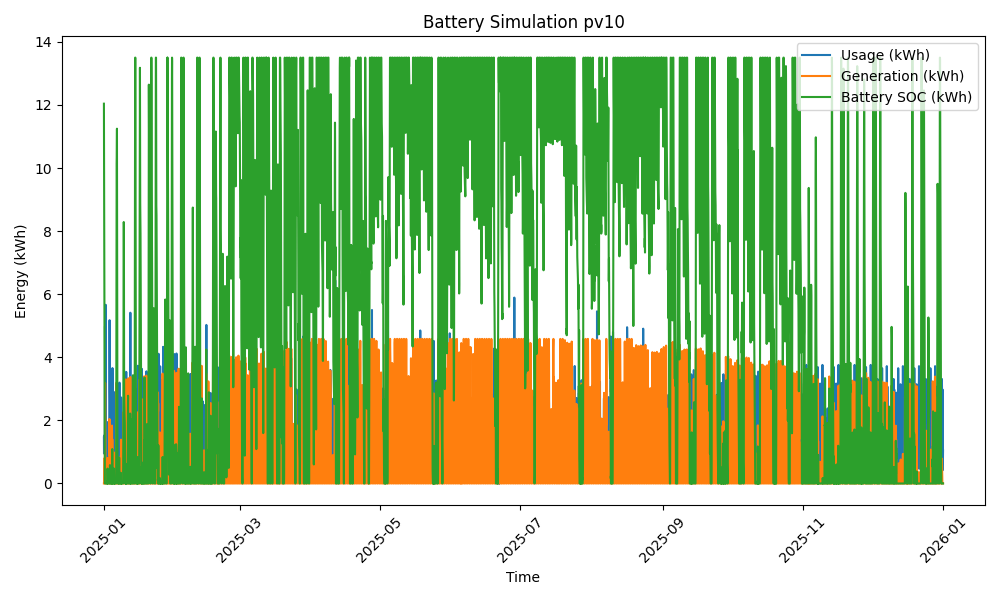 Battery Simulation pv10
Usage (kWh)
Generation (kWh)
Battery SOC (kWh)
Energy (kWh)
14
12
10
8
6
4
2
0
2025-01
2025-03
2025-05
2025-07
2025-09
2025-11
2026-01
Time